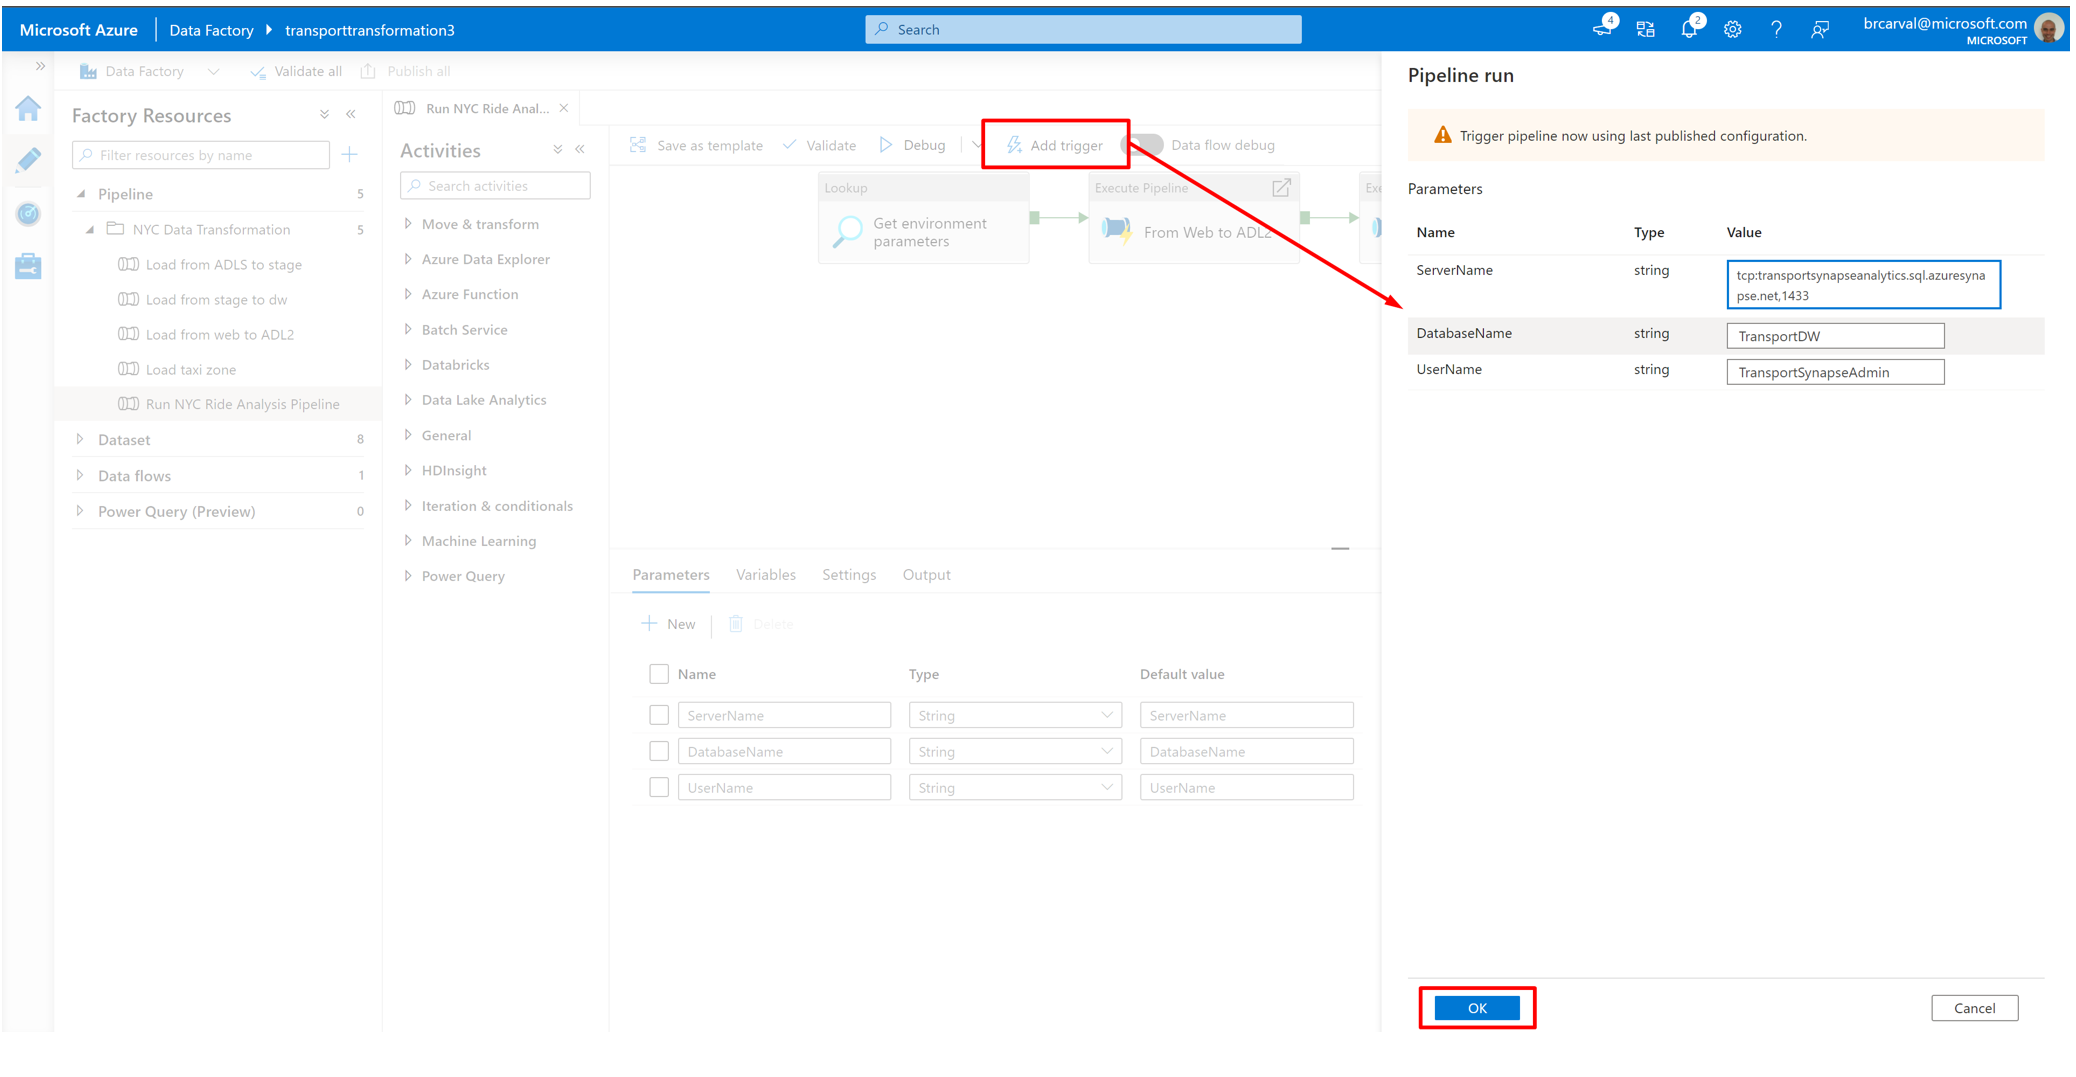 Microsoft Azure
Data Factory
transporttransformation3
Search
4
2
?
brcarval@microsoft.com
MICROSOFT
Data Factory
Validate all
Publish all
Factory Resources
Filter resources by name
Pipeline 5
NYC Data Transformation 5
Load from ADLS to stage
Load from stage to dw
Load from web to ADL2
Load taxi zone
Run NYC Ride Analysis Pipeline
Dataset 8
Data flows 1
Power Query (Preview) 0
Run NYC Ride Anal...
Activities
Search activities
Move & transform
Azure Data Explorer
Azure Function
Batch Service
Databricks
Data Lake Analytics
General
HDInsight
Iteration & conditionals
Machine Learning
Power Query
Save as template
Validate
Debug
Add trigger
Data flow debug
Lookup
Get environment
parameters
Execute Pipeline
From Web to ADL2
Exe
Parameters Variables Settings Output
New
Delete
Name Type Default value
ServerName String ServerName
DatabaseName String DatabaseName
UserName String UserName
Pipeline run
Trigger pipeline now using last published configuration.
Parameters
Name Type Value
ServerName string tcp:transportsynapseanalytics.sql.azuresyna
pse.net,1433
DatabaseName string TransportDW
UserName string TransportSynapseAdmin
OK
Cancel